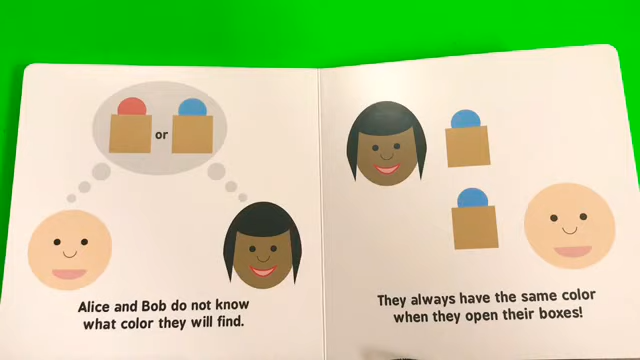 or
Alice and Bob do not know
what color they will find.
They always have the same color
when they open their boxes!